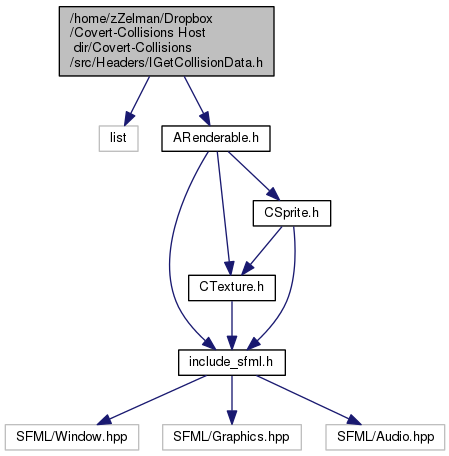 /home/zZelman/Dropbox
/Covert-Collisions Host
dir/Covert-Collisions
/src/Headers/IGetCollisionData.h
list
ARenderable.h
CSprite.h
CTexture.h
include_sfml.h
SFML/Window.hpp
SFML/Graphics.hpp
SFML/Audio.hpp